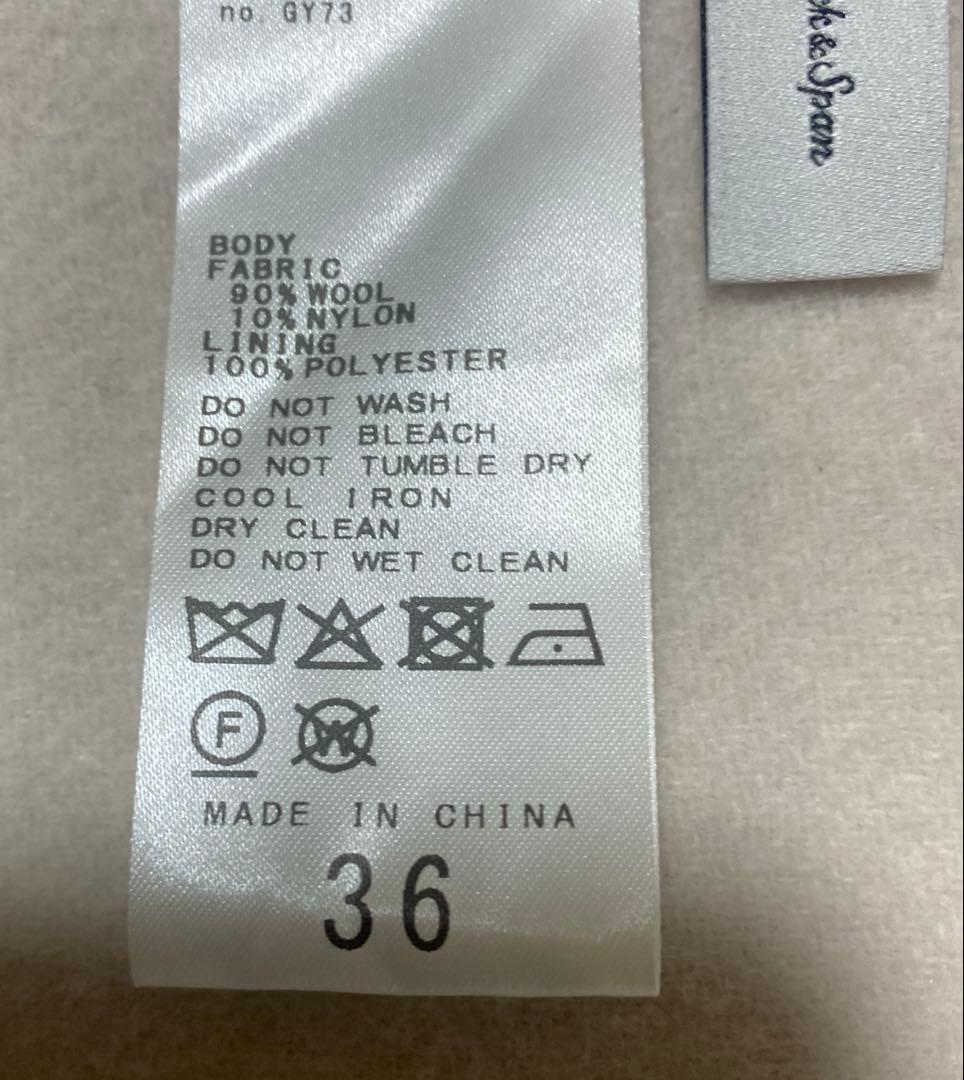 no. GY73
BODY
FABRIC
90% WOOL
10% NYLON
LINING
100% POLYESTER
DO NOT WASH
DO NOT BLEACH
DO NOT TUMBLE DRY
COOL IRON
DRY CLEAN
DO NOT WET CLEAN
F W
MADE IN CHINA
36
&Span